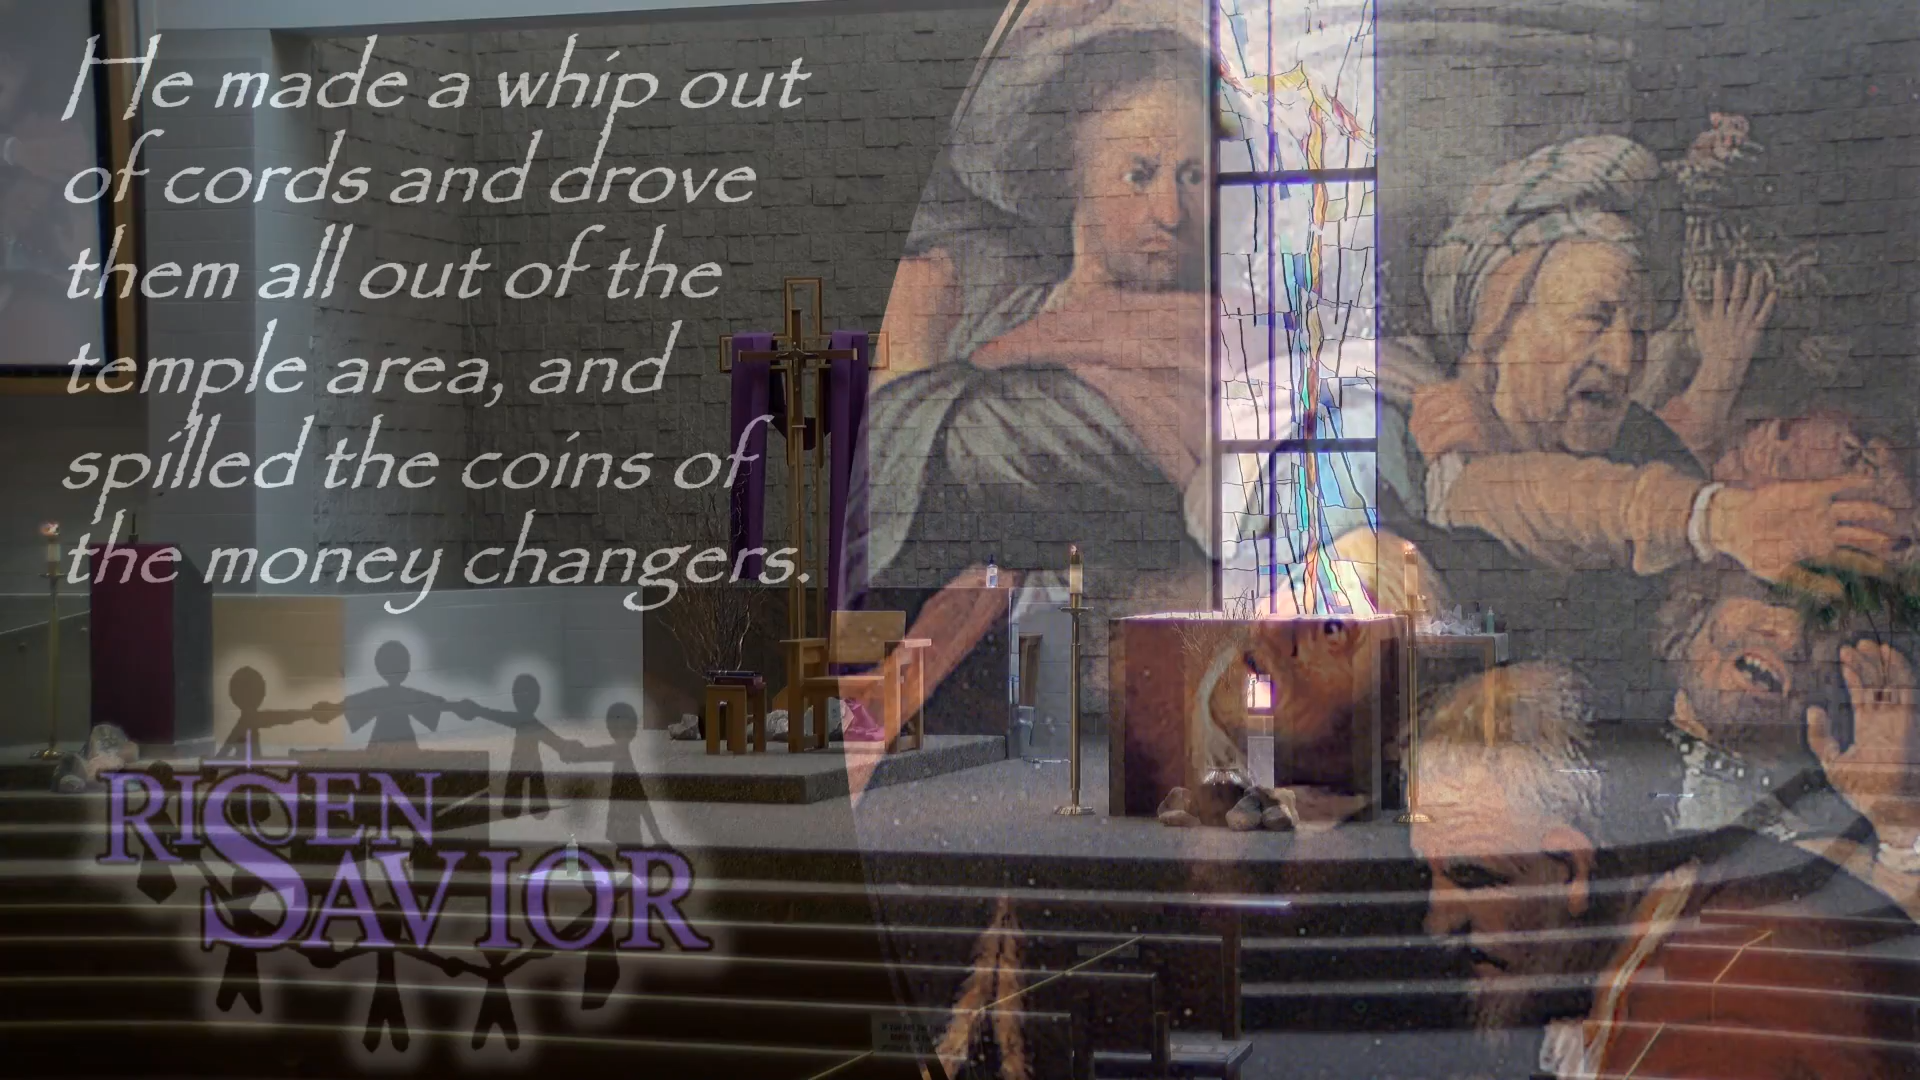 He made a whip out
of cords and drove
them all out of the
temple area, and
spilled the coins of
the money changers.
RISEN
SAVIOR